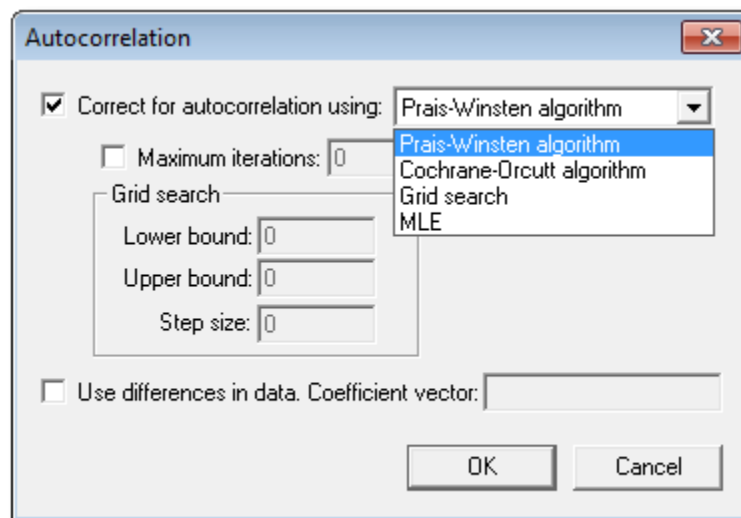 Autocorrelation
Correct for autocorrelation using: Prais-Winsten algorithm
Prais-Winsten algorithm
Maximum iterations: 0
Cochrane-Orcutt algorithm
Grid search
Grid search
MLE
Lower bound: 0
Upper bound: 0
Step size: 0
Use differences in data. Coefficient vector:
OK Cancel